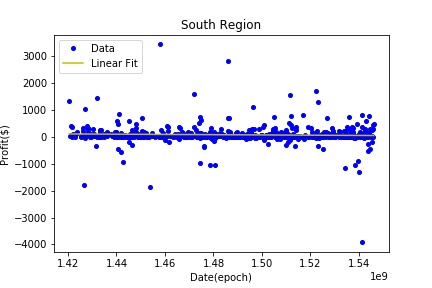 South Region
Data
Linear Fit
Profit($)
3000
2000
1000
0
−1000
−2000
−3000
−4000
1.42
1.44
1.46
1.48
1.50
1.52
1.54
1e9
Date(epoch)